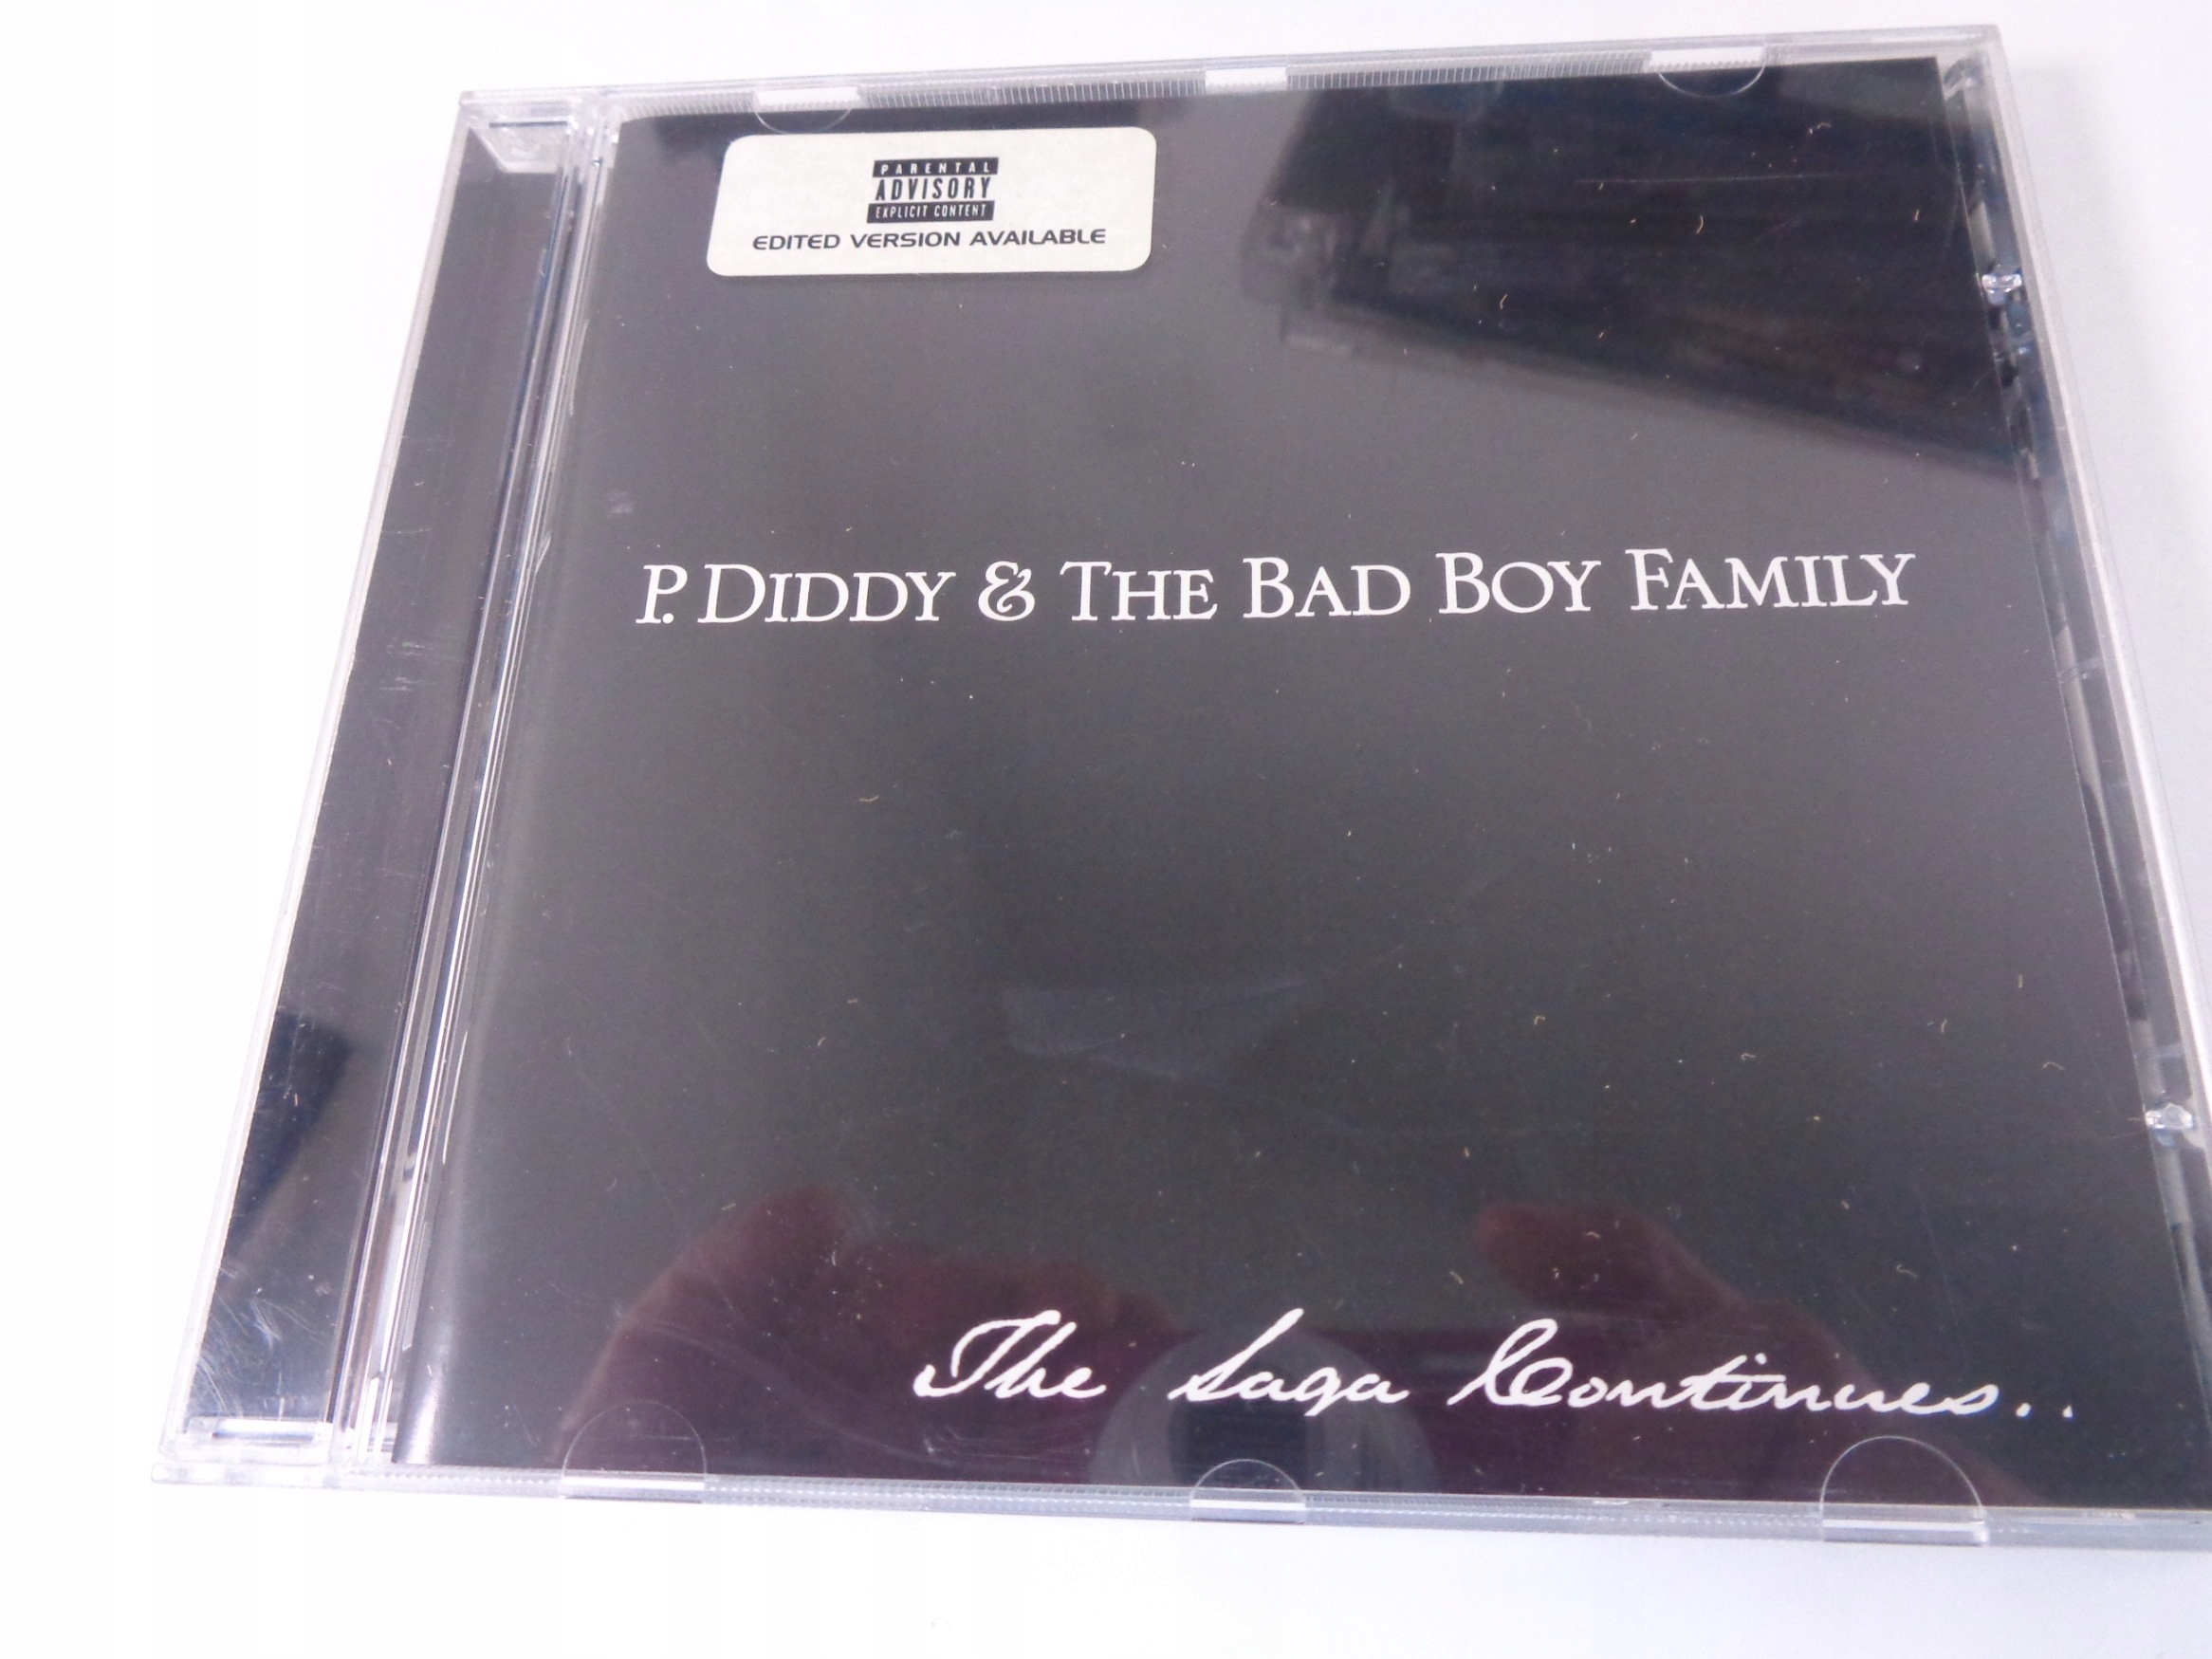 PARENTAL
ADVISORY
EXPLICIT CONTENT
EDITED VERSION AVAILABLE
P. DIDDY & THE BAD BOY FAMILY
The Saga Continues..